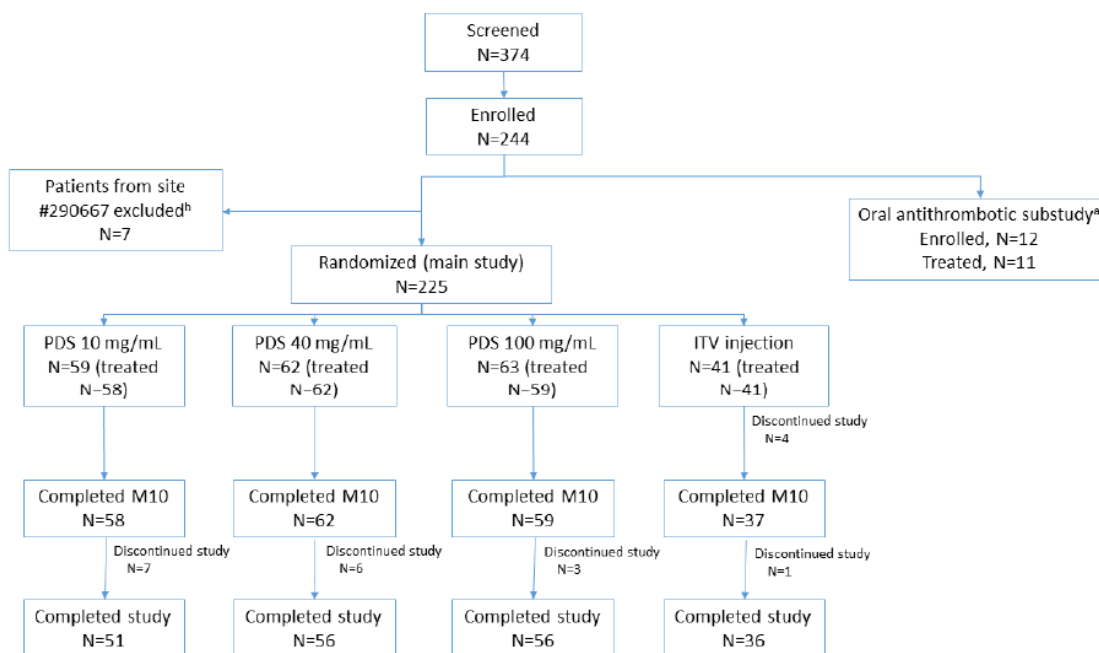 Screened
N=374
Enrolled
N=244
Patients from site
#290667 excludedᵇ
N=7
Oral antithrombotic substudyᵃ
Enrolled, N=12
Treated, N=11
Randomized (main study)
N=225
PDS 10 mg/mL
N=59 (treated
N=58)
PDS 40 mg/mL
N=62 (treated
N=62)
PDS 100 mg/mL
N=63 (treated
N=59)
ITV injection
N=41 (treated
N=41)
Discontinued study
N=4
Completed M10
N=58
Completed M10
N=62
Completed M10
N=59
Completed M10
N=37
Discontinued study
N=7
Discontinued study
N=6
Discontinued study
N=3
Discontinued study
N=1
Completed study
N=51
Completed study
N=56
Completed study
N=56
Completed study
N=36